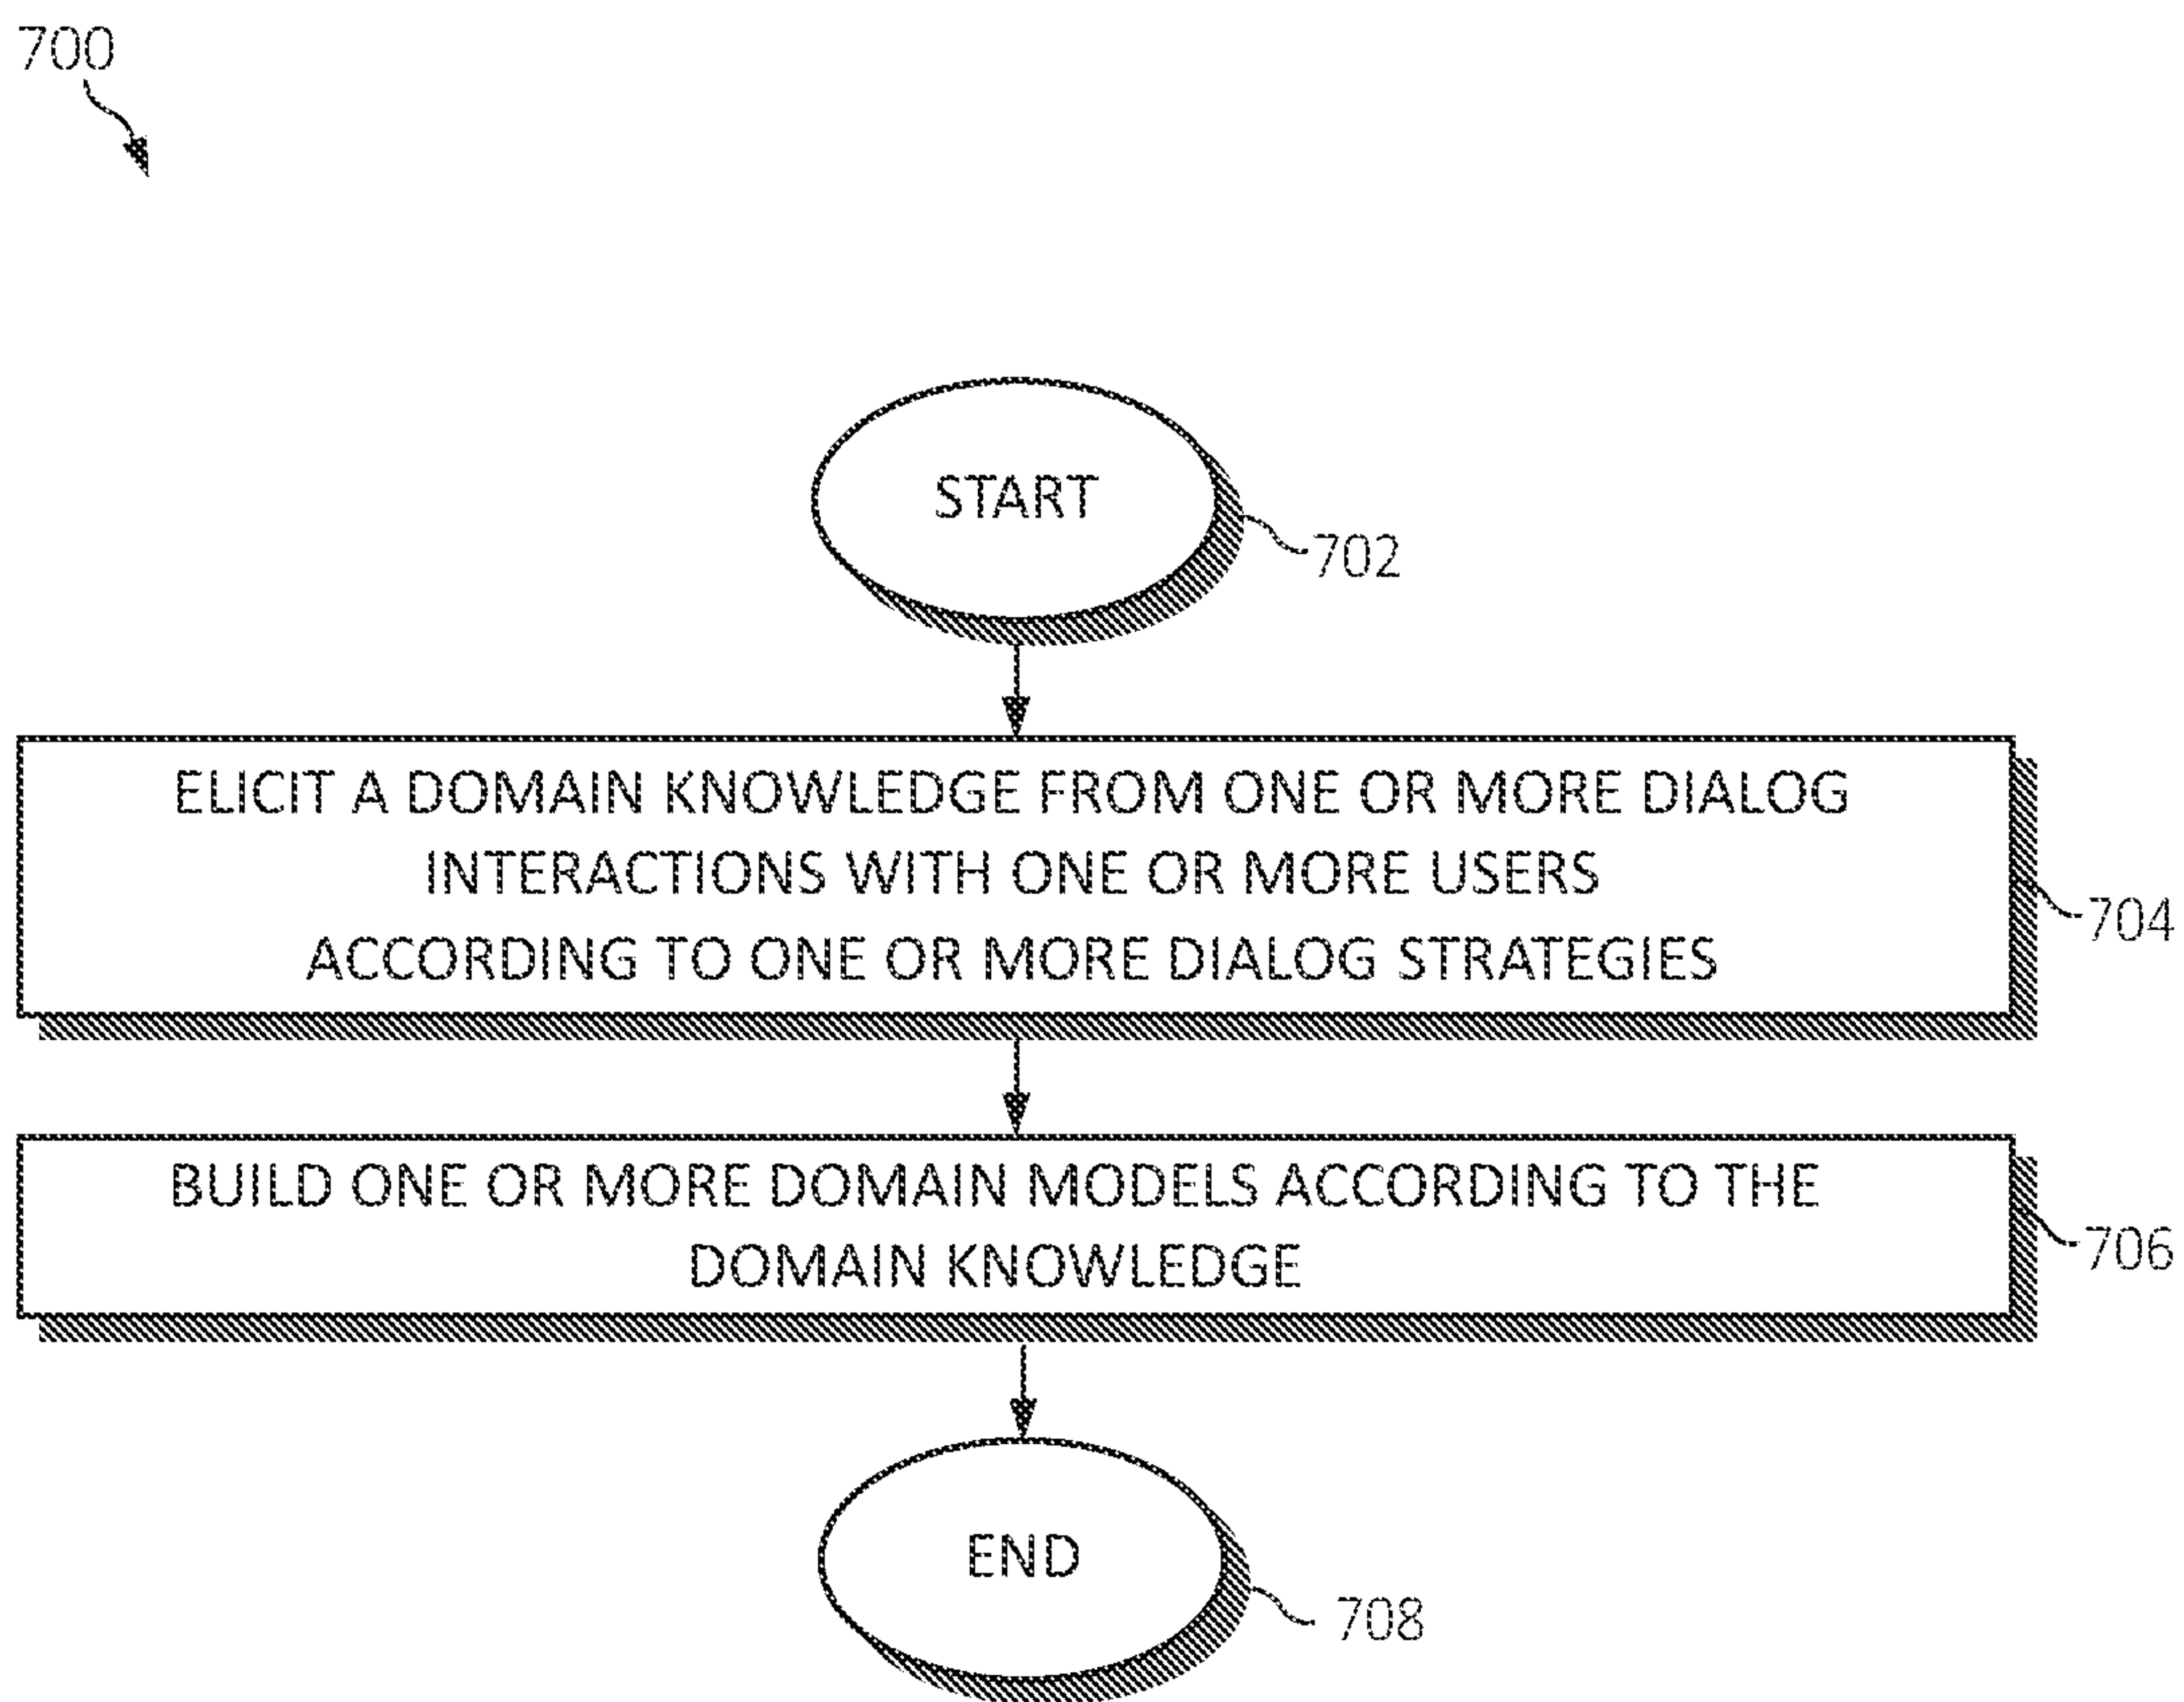 700
START
702
ELICIT A DOMAIN KNOWLEDGE FROM ONE OR MORE DIALOG
INTERACTIONS WITH ONE OR MORE USERS
ACCORDING TO ONE OR MORE DIALOG STRATEGIES
704
BUILD ONE OR MORE DOMAIN MODELS ACCORDING TO THE
DOMAIN KNOWLEDGE
706
END
708